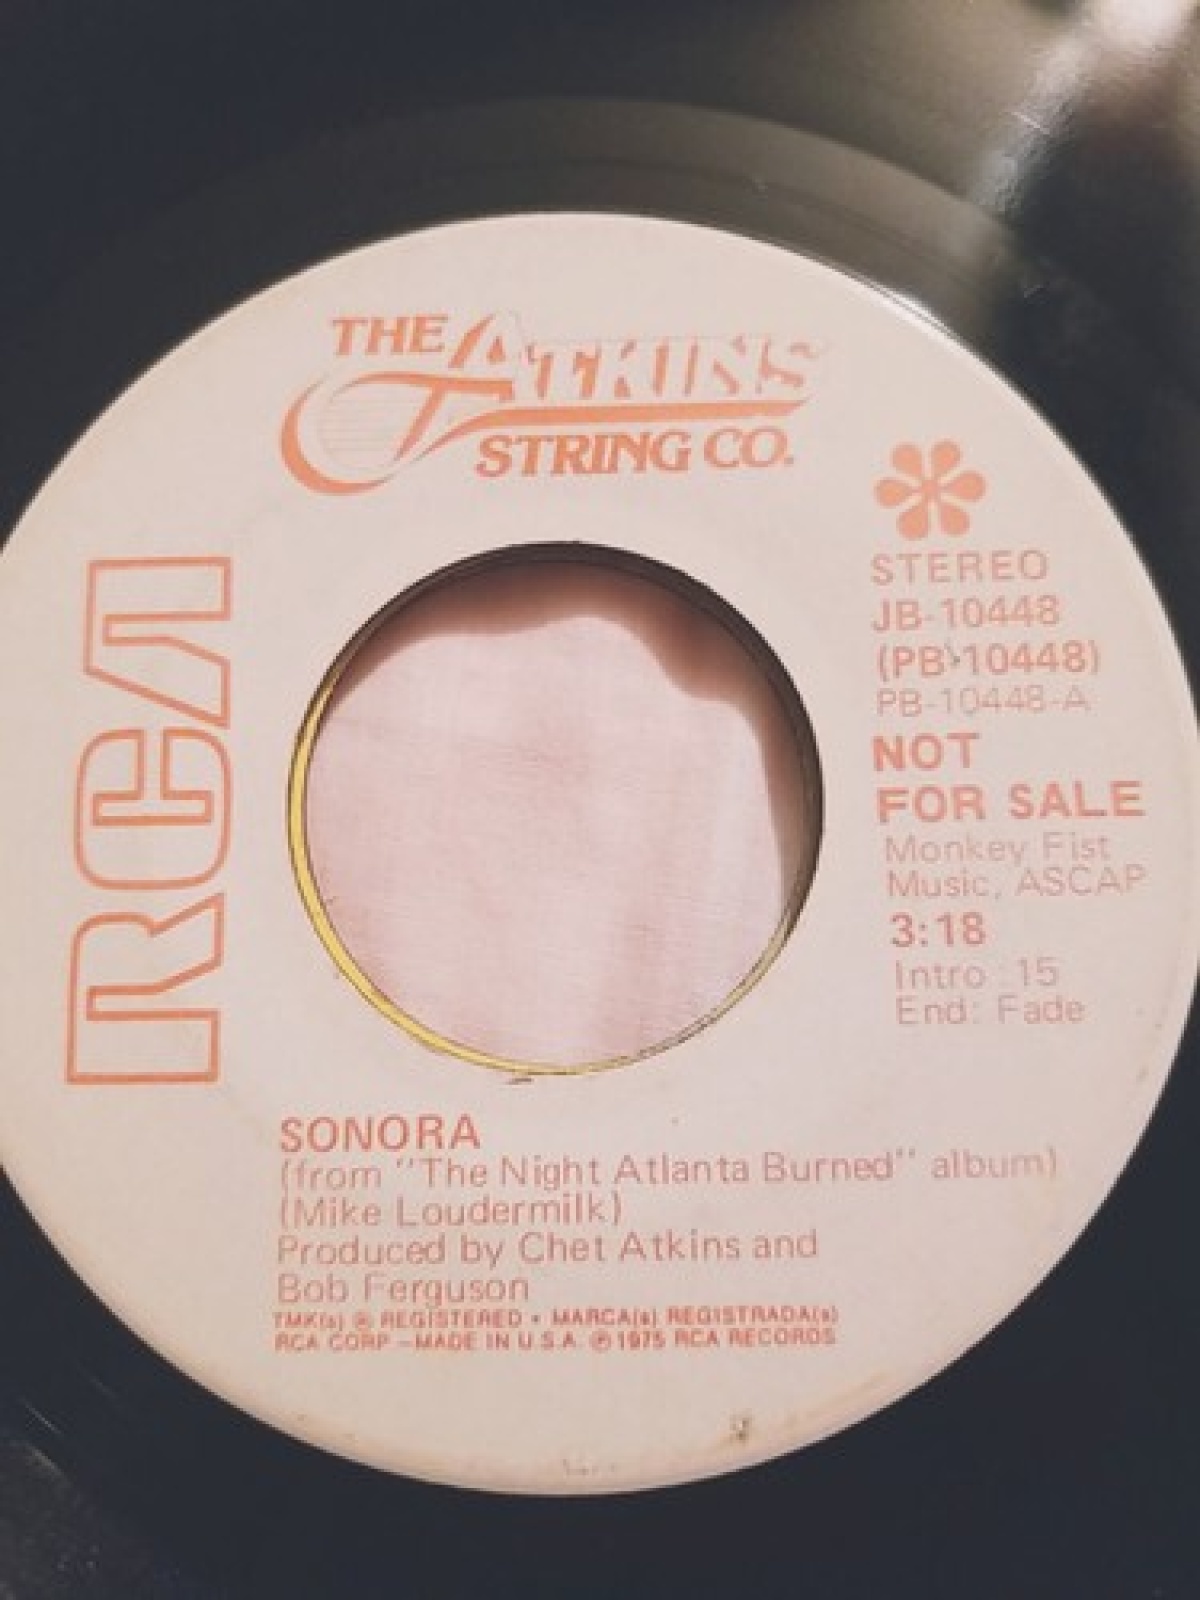 THE ATKINS
STRING CO.
RCA
STEREO
JB-10448
(PB-10448)
PB-10448-A
NOT
FOR SALE
Monkey Fist
Music, ASCAP
3:18
Intro :15
End: Fade
SONORA
(from "The Night Atlanta Burned" album)
(Mike Loudermilk)
Produced by Chet Atkins and
Bob Ferguson
TMK(s) ® REGISTERED • MARCA(s) REGISTRADA(s)
RCA CORP –MADE IN U.S.A. ℗ 1975 RCA RECORDS